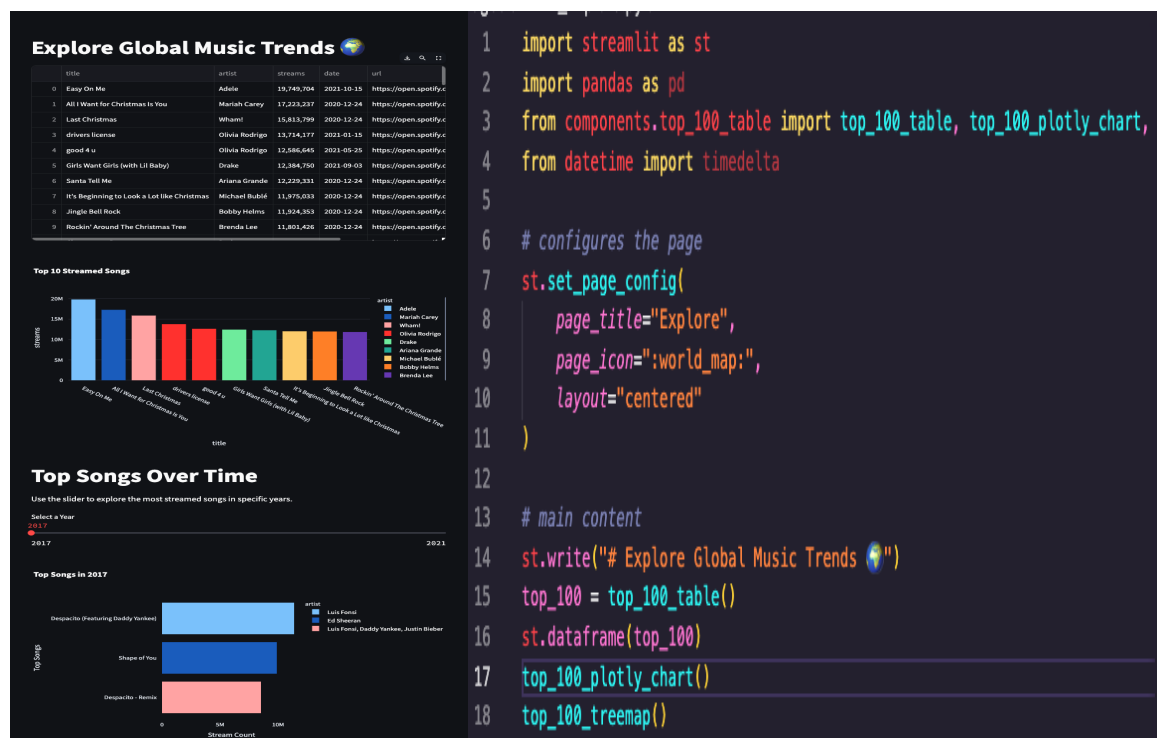 Explore Global Music Trends 🌍
title artist streams date url
0 Easy On Me Adele 19,749,704 2021-10-15 https://open.spotify.c
1 All I Want for Christmas Is You Mariah Carey 17,223,237 2020-12-24 https://open.spotify.c
2 Last Christmas Wham! 15,813,799 2020-12-24 https://open.spotify.c
3 drivers license Olivia Rodrigo 13,714,177 2021-01-15 https://open.spotify.c
4 good 4 u Olivia Rodrigo 12,586,645 2021-05-25 https://open.spotify.c
5 Girls Want Girls (with Lil Baby) Drake 12,384,750 2021-09-03 https://open.spotify.c
6 Santa Tell Me Ariana Grande 12,229,331 2020-12-24 https://open.spotify.c
7 It's Beginning to Look a Lot like Christmas Michael Bublé 11,975,033 2020-12-24 https://open.spotify.c
8 Jingle Bell Rock Bobby Helms 11,924,353 2020-12-24 https://open.spotify.c
9 Rockin' Around The Christmas Tree Brenda Lee 11,801,426 2020-12-24 https://open.spotify.c
Top 10 Streamed Songs
streams
20M
15M
10M
5M
0
Easy On Me
All I Want for Christmas Is You
Last Christmas
drivers license
good 4 u
Girls Want Girls (with Lil Baby)
Santa Tell Me
It's Beginning to Look a Lot like Christmas
Jingle Bell Rock
Rockin' Around The Christmas Tree
title
artist
Adele
Mariah Carey
Wham!
Olivia Rodrigo
Drake
Ariana Grande
Michael Bublé
Bobby Helms
Brenda Lee
Top Songs Over Time
Use the slider to explore the most streamed songs in specific years.
Select a Year
2017
2017 2021
Top Songs in 2017
Top Songs
Despacito (Featuring Daddy Yankee)
Shape of You
Despacito - Remix
0 5M 10M
Stream Count
artist
Luis Fonsi
Ed Sheeran
Luis Fonsi, Daddy Yankee, Justin Bieber
1 import streamlit as st
2 import pandas as pd
3 from components.top_100_table import top_100_table, top_100_plotly_chart,
4 from datetime import timedelta
5
6 # configures the page
7 st.set_page_config(
8 page_title="Explore",
9 page_icon=":world_map:",
10 layout="centered"
11 )
12
13 # main content
14 st.write("# Explore Global Music Trends 🌍")
15 top_100 = top_100_table()
16 st.dataframe(top_100)
17 top_100_plotly_chart()
18 top_100_treemap()